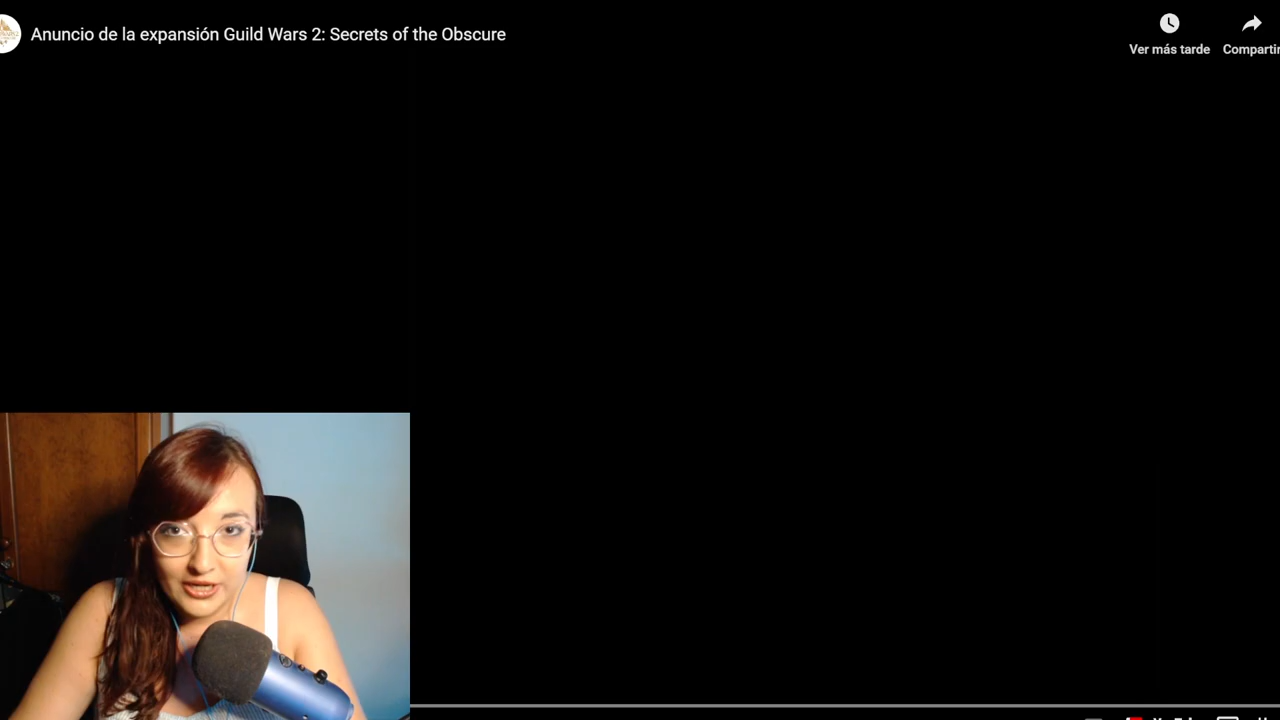 Anuncio de la expansión Guild Wars 2: Secrets of the Obscure
Ver más tarde
Compartir